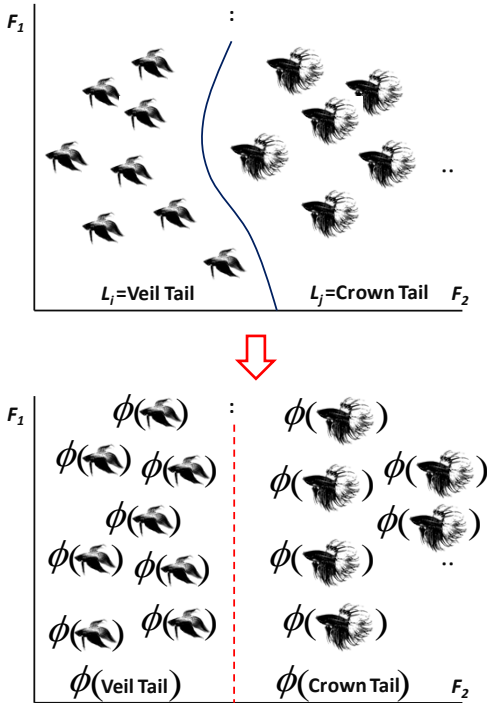 F₁
:
..
Lᵢ=Veil Tail
Lⱼ=Crown Tail
F₂
F₁
:
ϕ( )
ϕ( )
ϕ( )
ϕ( )
ϕ( )
ϕ( )
ϕ( )
ϕ( )
ϕ( )
ϕ( )
ϕ( )
ϕ( )
ϕ( )
ϕ( )
..
ϕ(Veil Tail)
ϕ(Crown Tail)
F₂